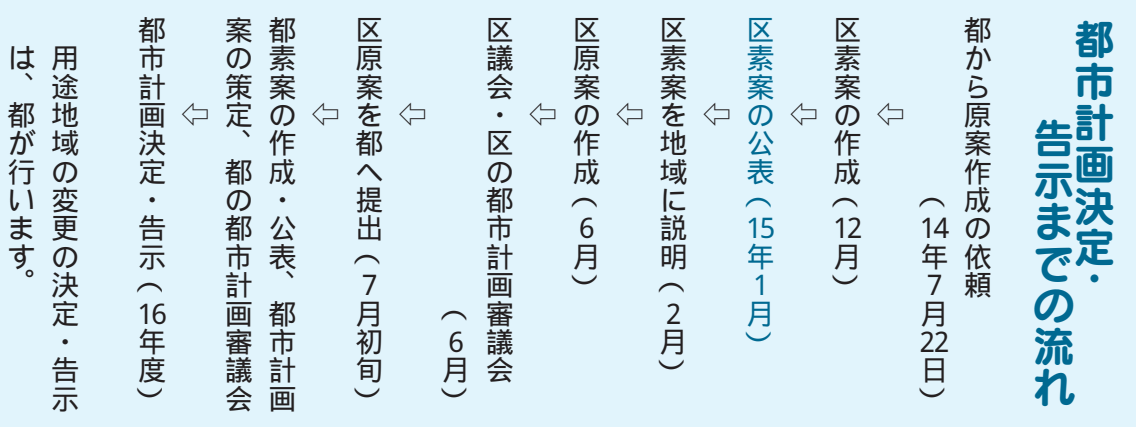 都市計画決定・
告示までの流れ
都から原案作成の依頼
（14年7月22日）
⇦
区素案の作成（12月）
⇦
区素案の公表（15年1月）
⇦
区素案を地域に説明（2月）
⇦
区原案の作成（6月）
⇦
区議会・区の都市計画審議会
（6月）
⇦
区原案を都へ提出（7月初旬）
⇦
都素案の作成・公表、都市計画
案の策定、都の都市計画審議会
⇦
都市計画決定・告示（16年度）
用途地域の変更の決定・告示
は、都が行います。